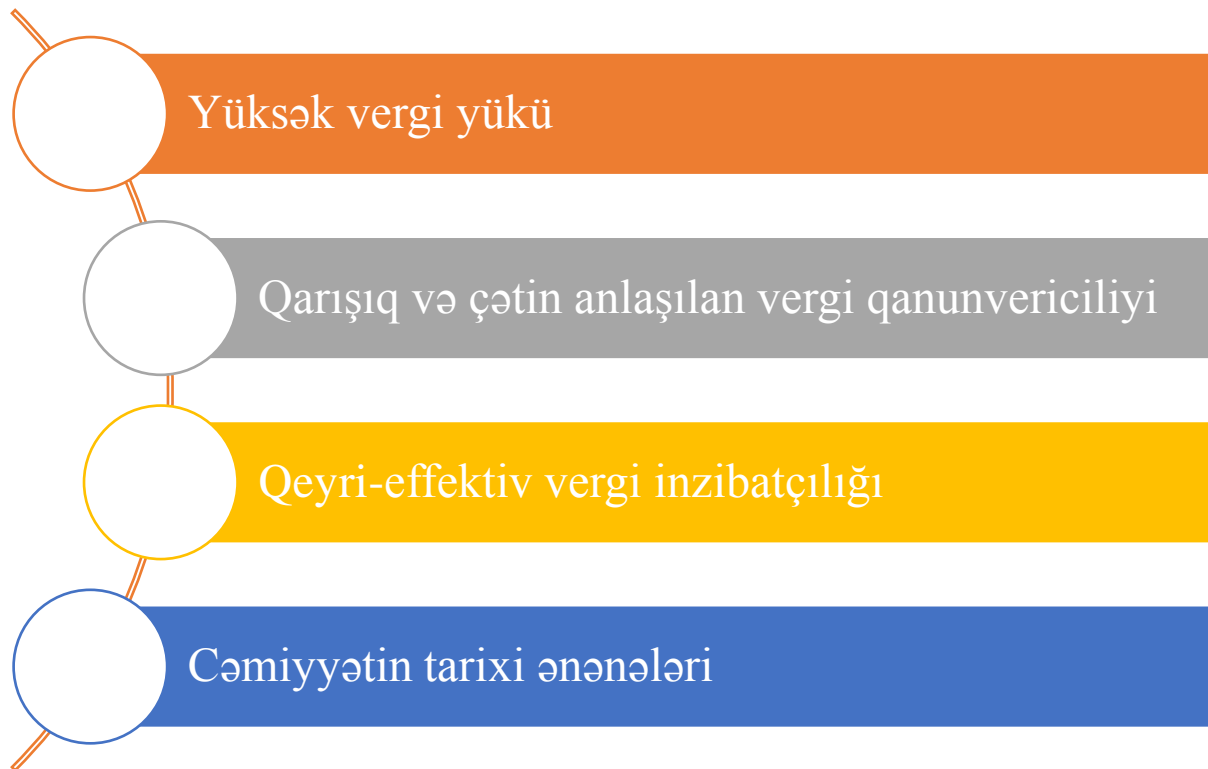 Yüksək vergi yükü
Qarışıq və çətin anlaşılan vergi qanunvericiliyi
Qeyri-effektiv vergi inzibatçılığı
Cəmiyyətin tarixi ənənələri